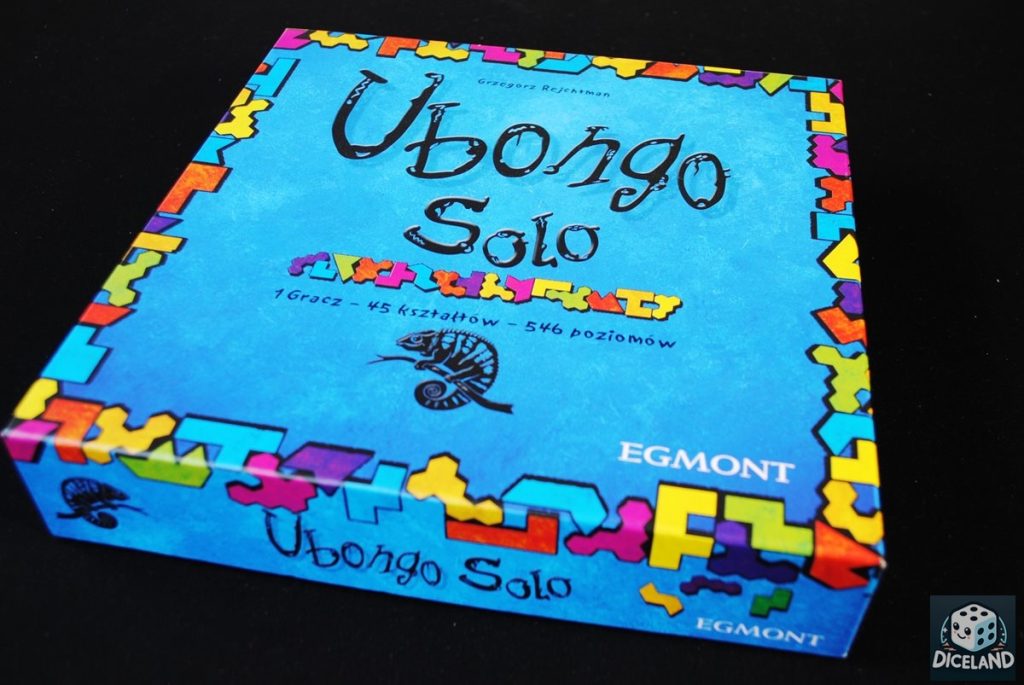 Grzegorz Rejchtman
Ubongo
Solo
1 Gracz – 45 kształtów – 546 poziomów
EGMONT
Ubongo Solo
EGMONT
DICELAND